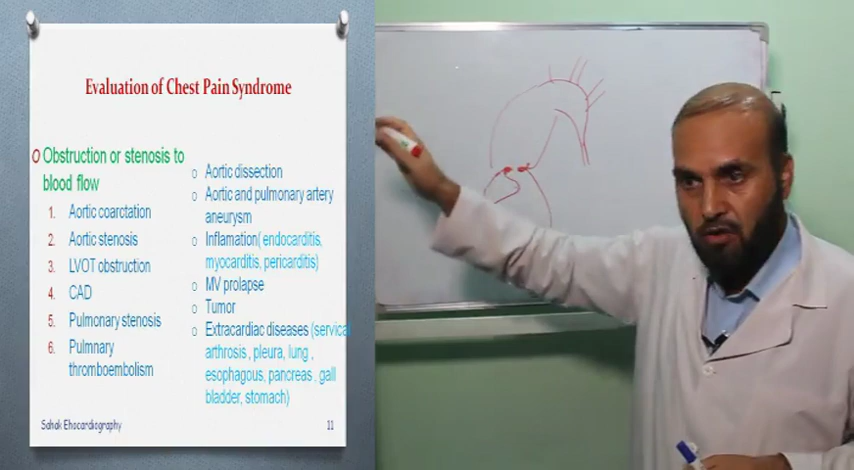 Evaluation of Chest Pain Syndrome
Obstruction or stenosis to
blood flow
1. Aortic coarctation
2. Aortic stenosis
3. LVOT obstruction
4. CAD
5. Pulmonary stenosis
6. Pulmnary
thromboembolism
Aortic dissection
Aortic and pulmonary artery
aneurysm
Inflamation( endocarditis,
myocarditis, pericarditis)
MV prolapse
Tumor
Extracardiac diseases (servical
arthrosis , pleura, lung ,
esophagous, pancreas , gall
bladder, stomach)
Sahak Ehocardiography
11